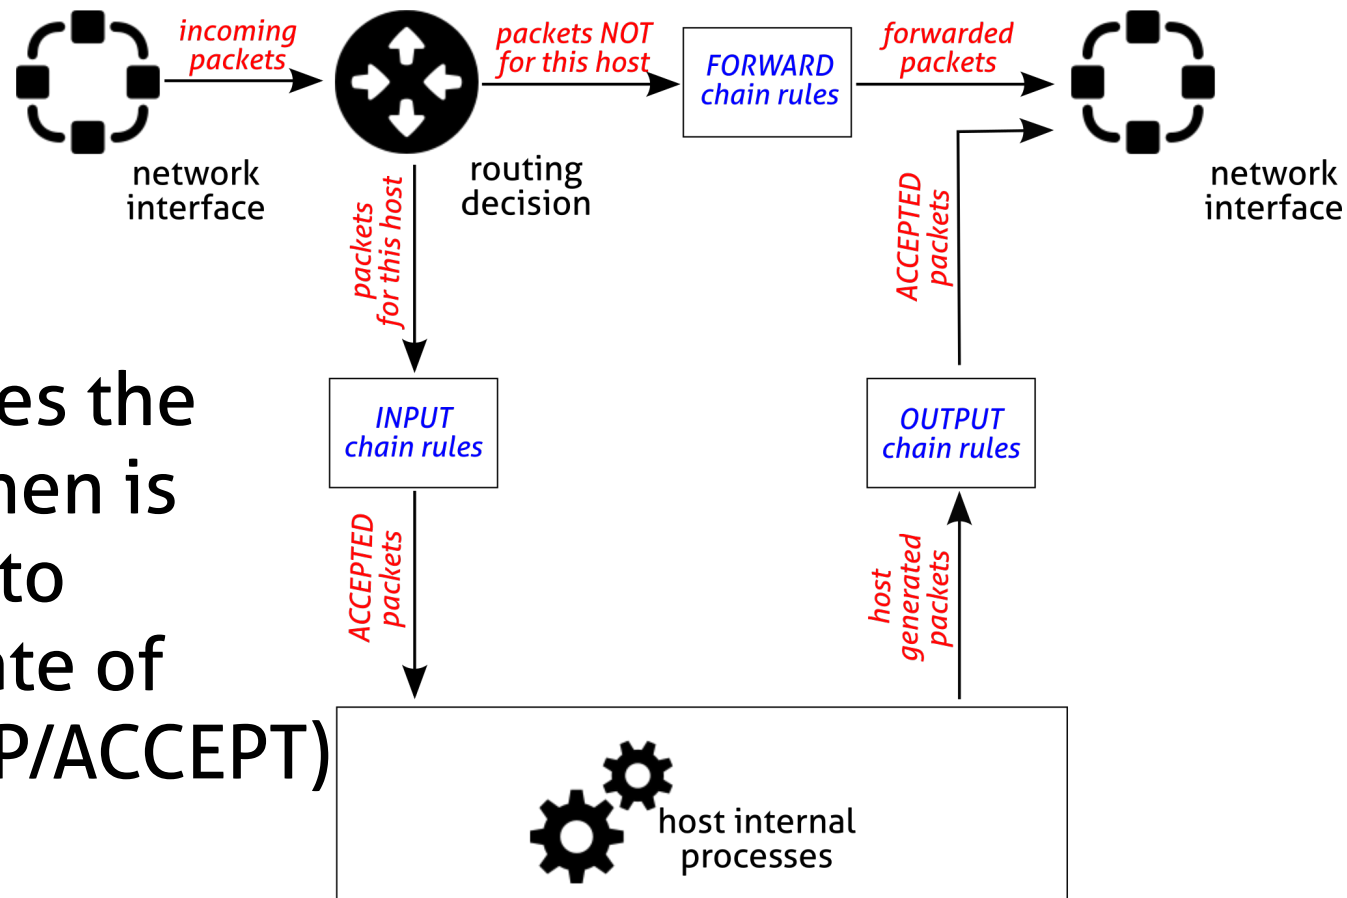 incoming
packets
packets NOT
for this host
forwarded
packets
FORWARD
chain rules
network
interface
routing
decision
network
interface
packets
for this host
ACCEPTED
packets
es the
is
to
of
P/ACCEPT)
INPUT
chain rules
OUTPUT
chain rules
ACCEPTED
packets
host
generated
packets
host internal
processes